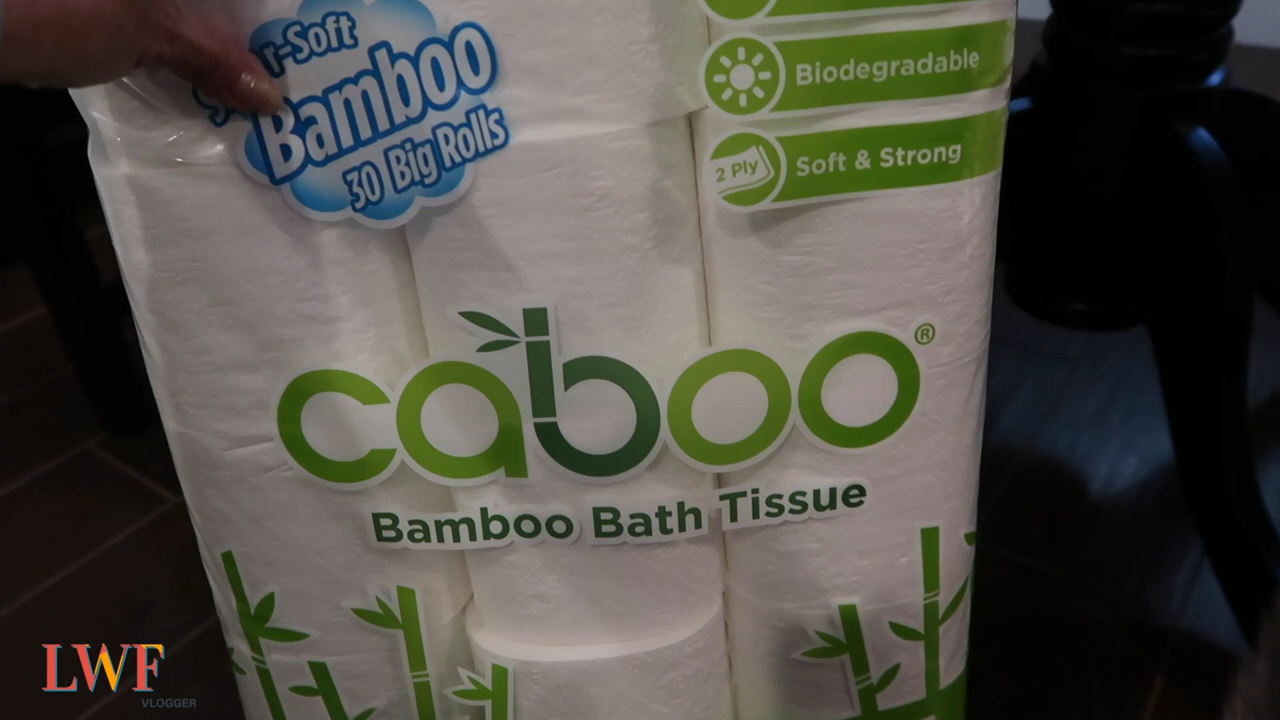 r-Soft
Bamboo
30 Big Rolls
Biodegradable
2 Ply
Soft & Strong
caboo®
Bamboo Bath Tissue
LWF
VLOGGER